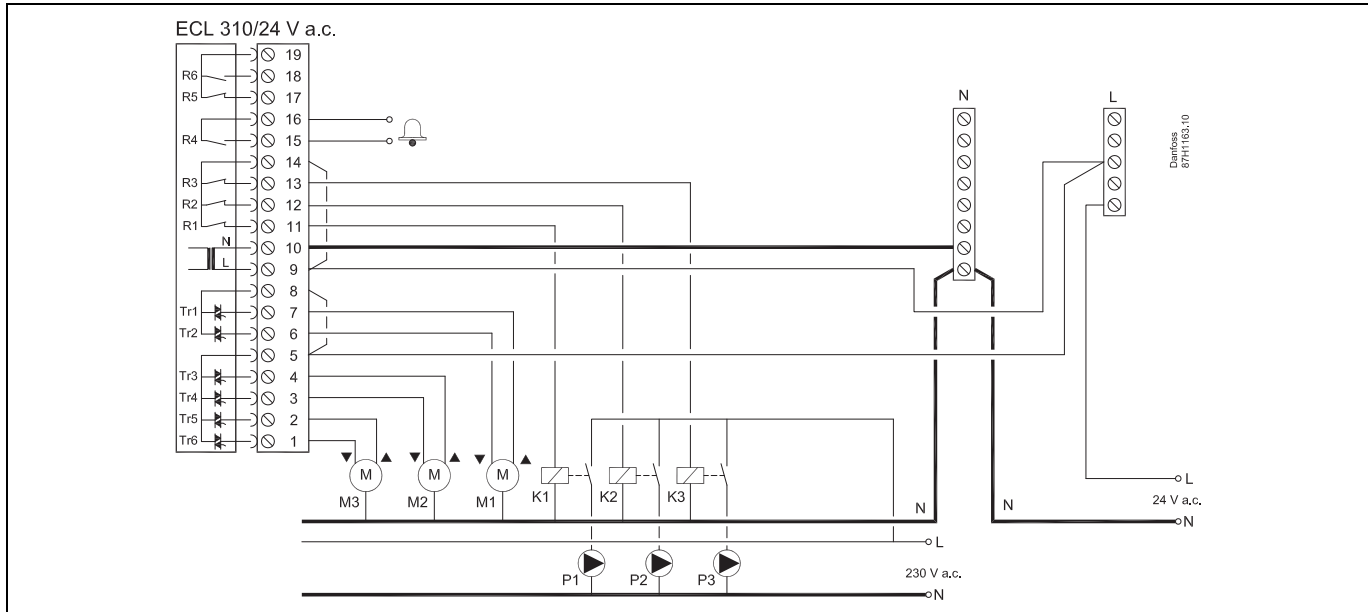 ECL 310/24 V a.c.
19
R6 18
R5 17
16
R4 15
14
R3 13
R2 12
R1 11
N 10
L 9
8
Tr1 7
Tr2 6
5
Tr3 4
Tr4 3
Tr5 2
Tr6 1
N
L
Danfoss
87H1163.10
M M M
M3 M2 M1 K1 K2 K3
N N
L
24 V a.c.
N
L
P1 P2 P3
230 V a.c.
N